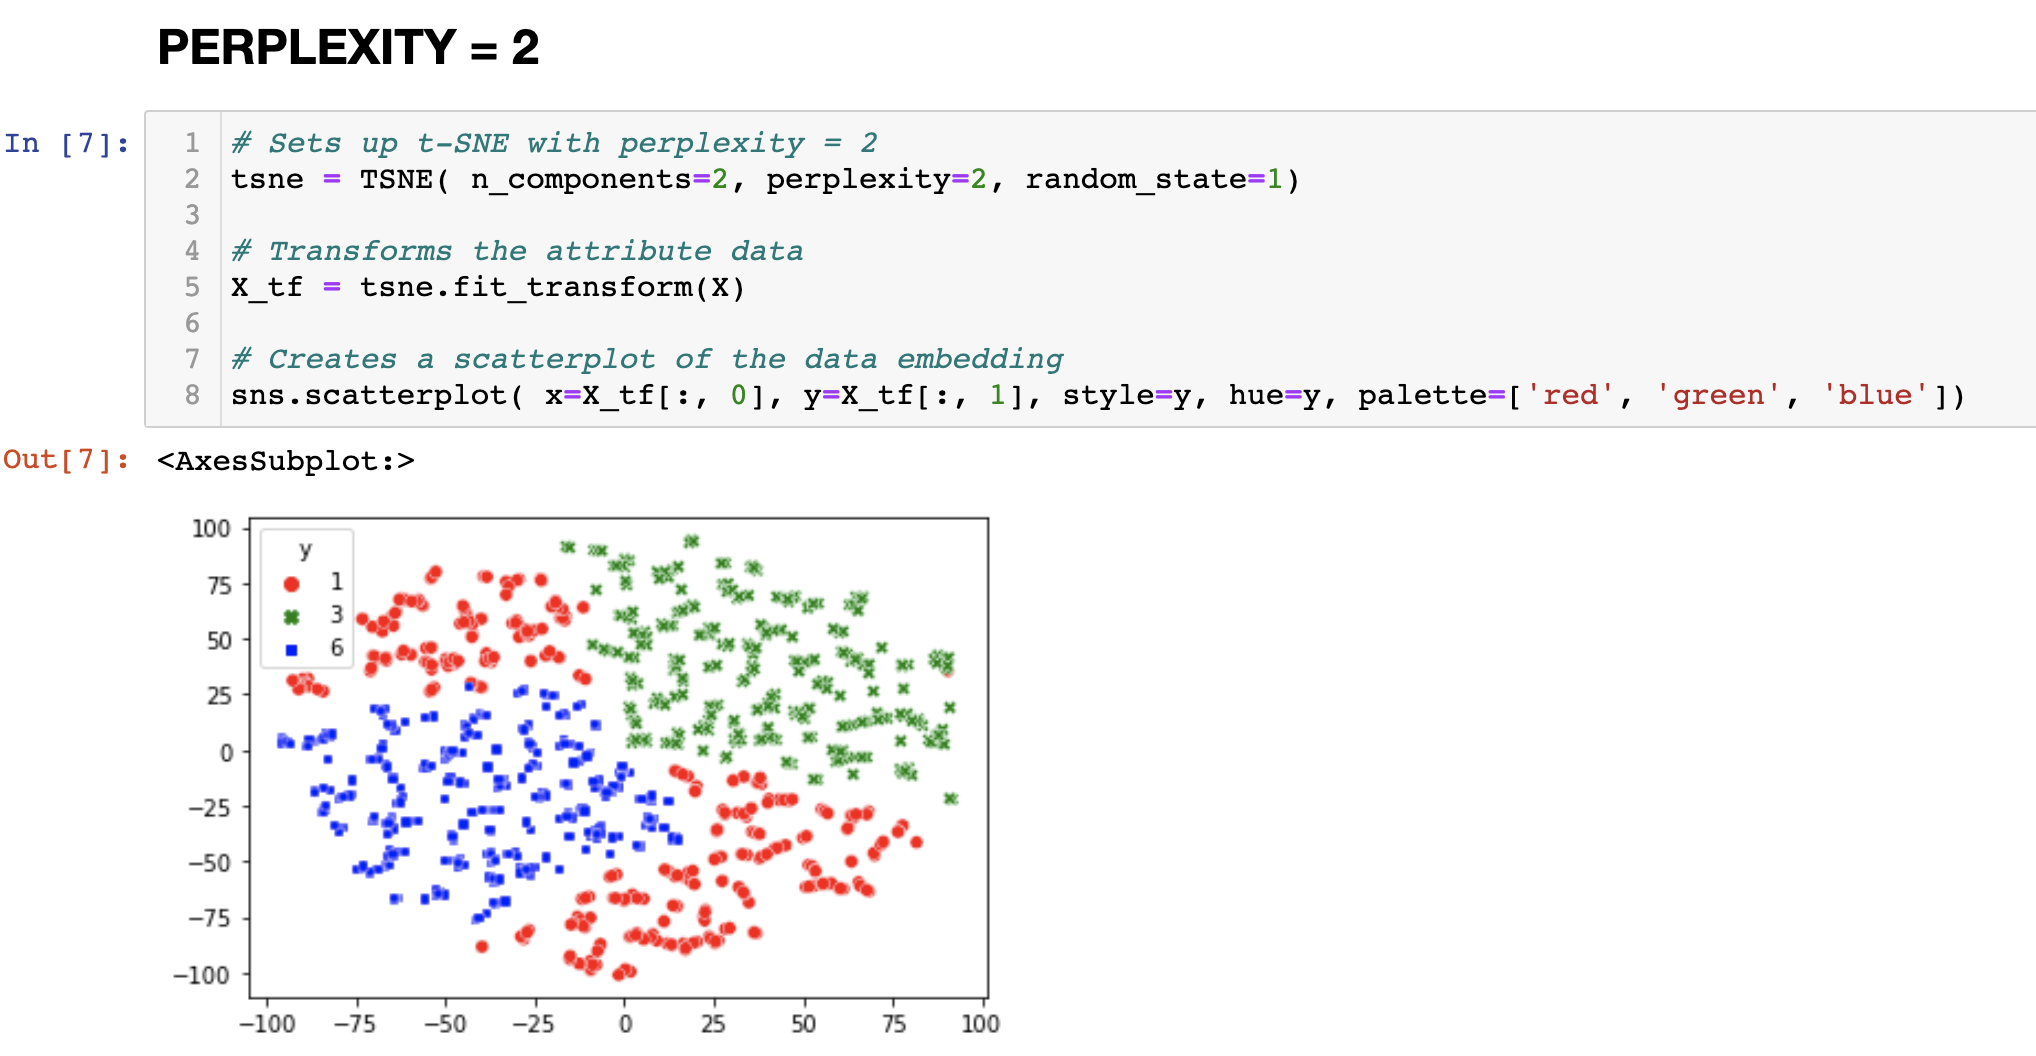 PERPLEXITY = 2
In [7]:
1 # Sets up t-SNE with perplexity = 2
2 tsne = TSNE( n_components=2, perplexity=2, random_state=1)
3
4 # Transforms the attribute data
5 X_tf = tsne.fit_transform(X)
6
7 # Creates a scatterplot of the data embedding
8 sns.scatterplot( x=X_tf[:, 0], y=X_tf[:, 1], style=y, hue=y, palette=['red', 'green', 'blue'])
Out[7]: <AxesSubplot:>
y
1
3
6
100
75
50
25
0
−25
−50
−75
−100
−100 −75 −50 −25 0 25 50 75 100